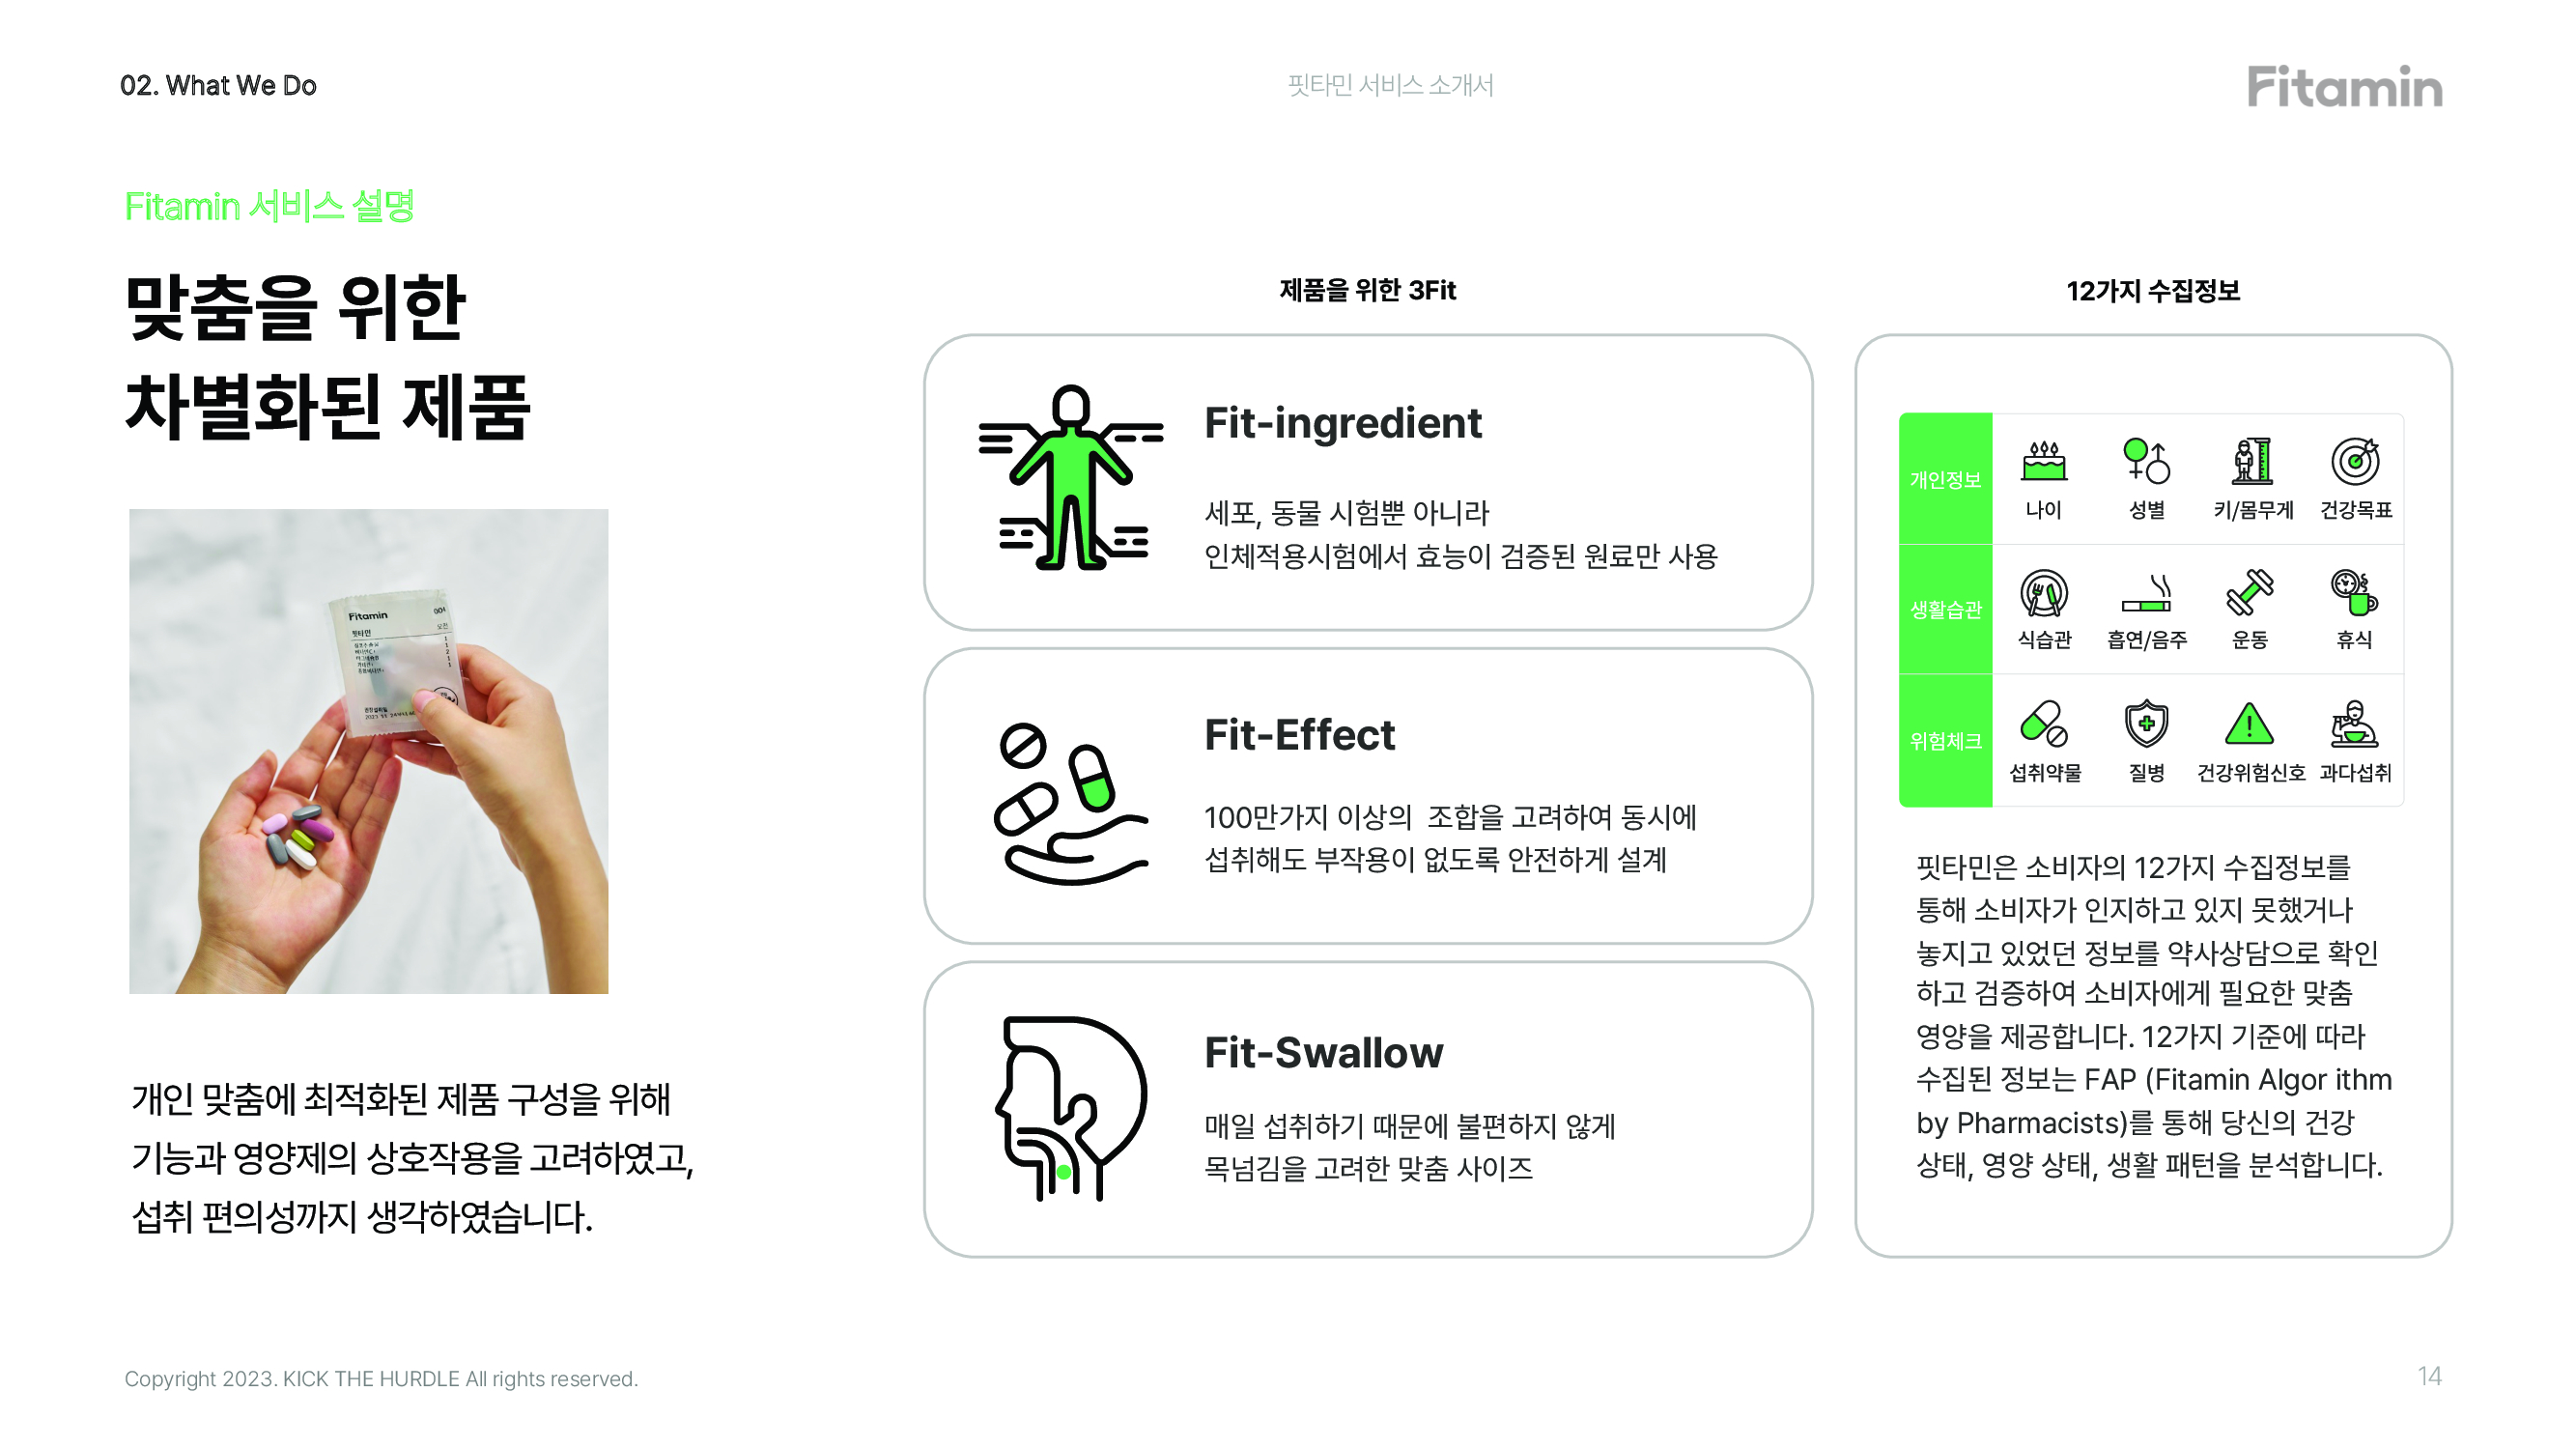 02. What We Do
핏타민 서비스 소개서
Fitamin
Fitamin 서비스 설명
맞춤을 위한
차별화된 제품
Fitamin
004
핏타민
오전
개인 맞춤에 최적화된 제품 구성을 위해
기능과 영양제의 상호작용을 고려하였고,
섭취 편의성까지 생각하였습니다.
제품을 위한 3Fit
Fit-ingredient
세포, 동물 시험뿐 아니라
인체적용시험에서 효능이 검증된 원료만 사용
Fit-Effect
100만가지 이상의 조합을 고려하여 동시에
섭취해도 부작용이 없도록 안전하게 설계
Fit-Swallow
매일 섭취하기 때문에 불편하지 않게
목넘김을 고려한 맞춤 사이즈
12가지 수집정보
개인정보
나이 성별 키/몸무게 건강목표
생활습관
식습관 흡연/음주 운동 휴식
위험체크
섭취약물 질병 건강위험신호 과다섭취
핏타민은 소비자의 12가지 수집정보를
통해 소비자가 인지하고 있지 못했거나
놓지고 있었던 정보를 약사상담으로 확인
하고 검증하여 소비자에게 필요한 맞춤
영양을 제공합니다. 12가지 기준에 따라
수집된 정보는 FAP (Fitamin Algor ithm
by Pharmacists)를 통해 당신의 건강
상태, 영양 상태, 생활 패턴을 분석합니다.
Copyright 2023. KICK THE HURDLE All rights reserved.
14